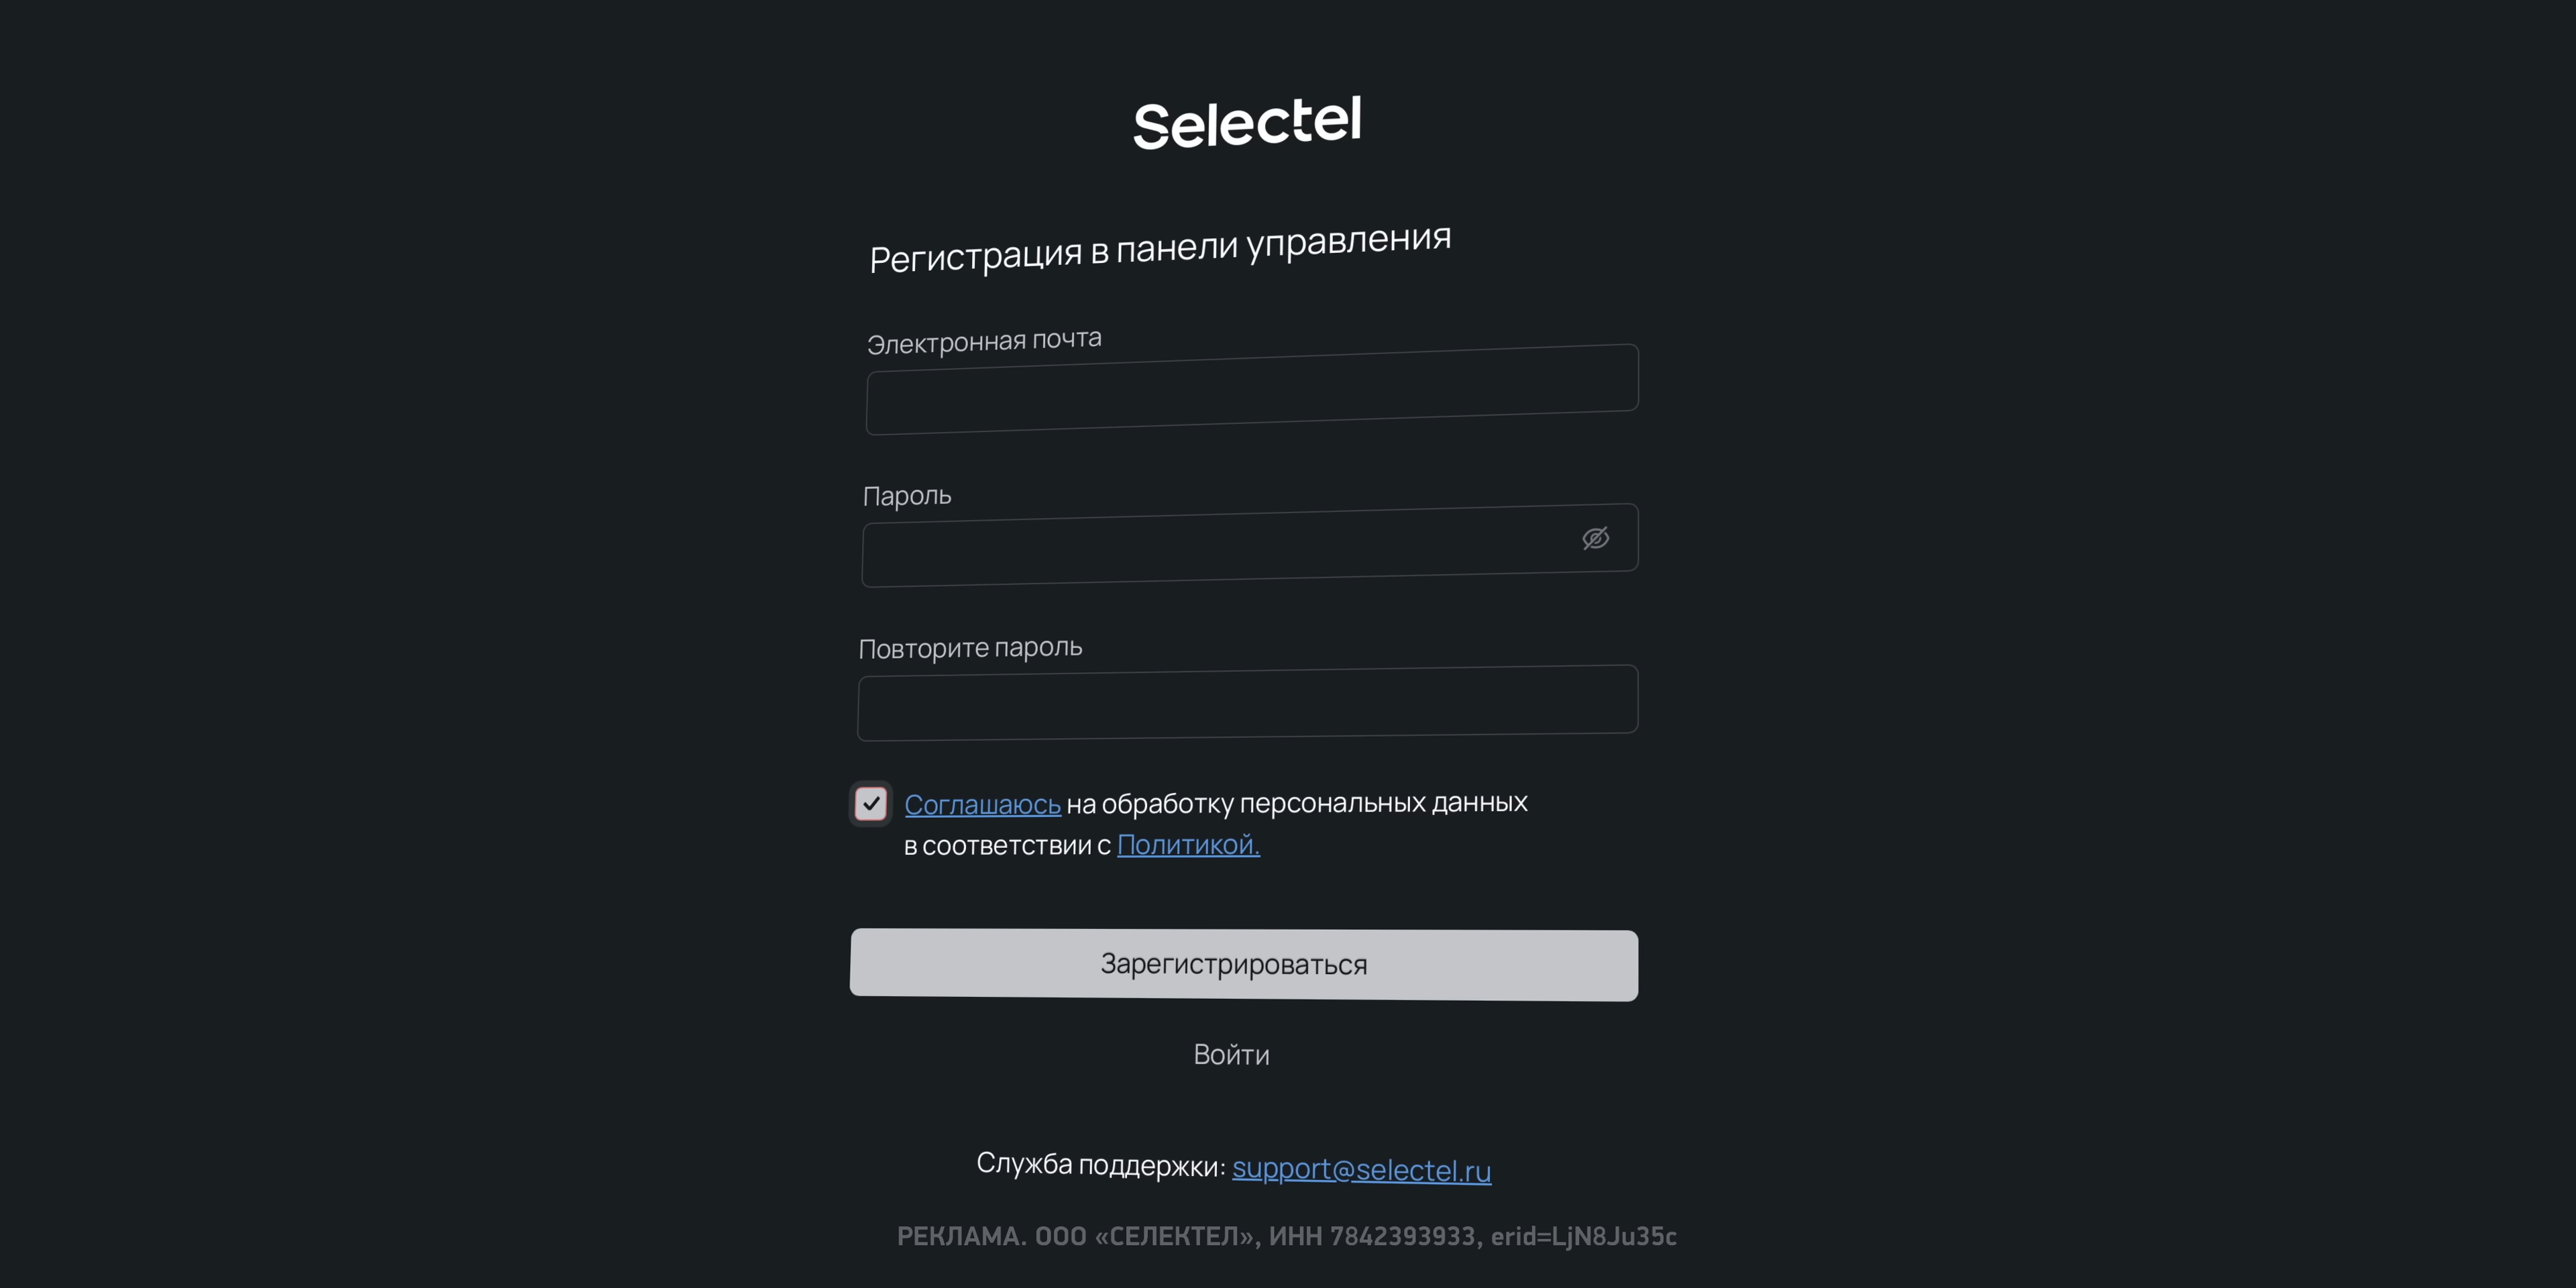 Selectel
Регистрация в панели управления
Электронная почта
Пароль
Повторите пароль
Соглашаюсь на обработку персональных данных
в соответствии с Политикой.
Зарегистрироваться
Войти
Служба поддержки: support@selectel.ru
РЕКЛАМА. ООО «СЕЛЕКТЕЛ», ИНН 7842393933, erid=LjN8Ju35c